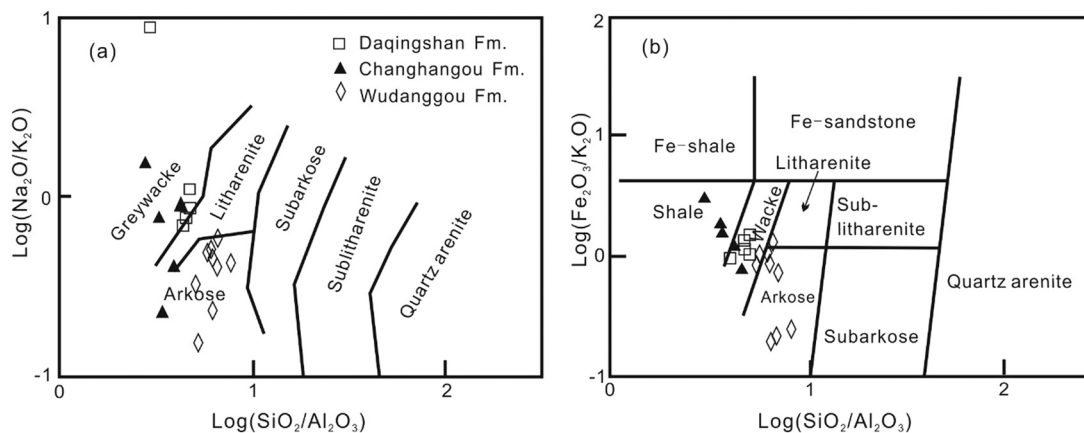 (a)
Daqingshan Fm.
Changhangou Fm.
Wudanggou Fm.
Greywacke
Litharenite
Subarkose
Sublitharenite
Quartz arenite
Arkose
1
0
-1
0
1
2
Log(Na2O/K2O)
Log(SiO2/Al2O3)
(b)
Fe-sandstone
Fe-shale
Litharenite
Shale
Wacke
Sub-
litharenite
Quartz arenite
Arkose
Subarkose
2
1
0
-1
0
1
2
Log(Fe2O3/K2O)
Log(SiO2/Al2O3)